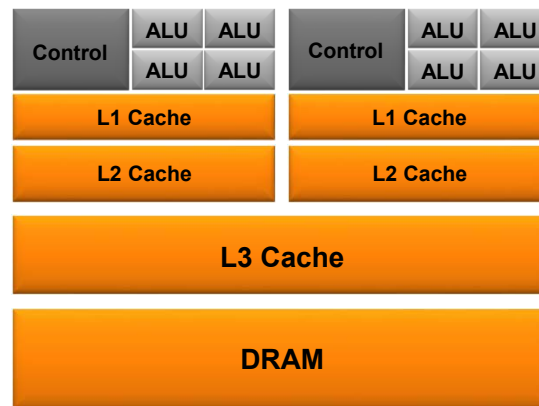 Control ALU ALU Control ALU ALU
ALU ALU ALU ALU
L1 Cache L1 Cache
L2 Cache L2 Cache
L3 Cache
DRAM